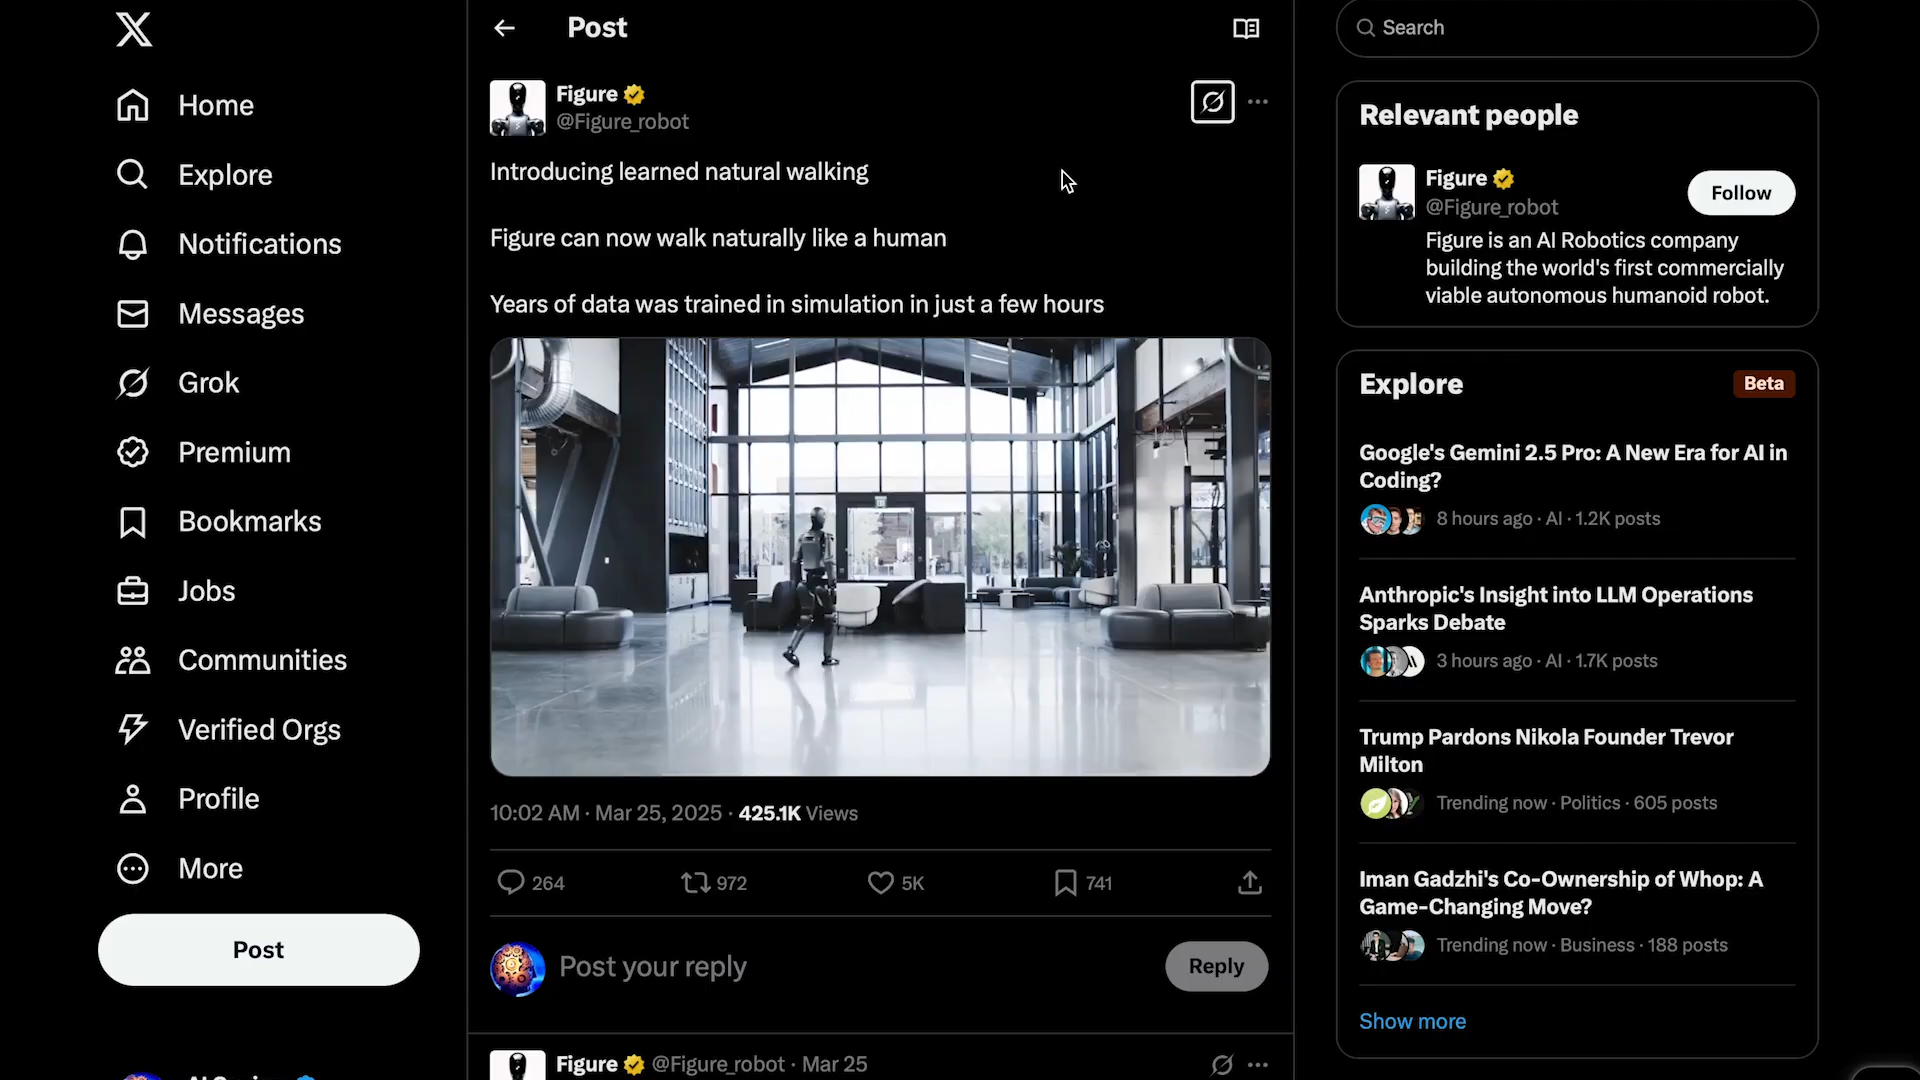 Home
Explore
Notifications
Messages
Grok
Premium
Bookmarks
Jobs
Communities
Verified Orgs
Profile
More
Post
Post
Figure
@Figure_robot
Introducing learned natural walking
Figure can now walk naturally like a human
Years of data was trained in simulation in just a few hours
10:02 AM · Mar 25, 2025 · 425.1K Views
264 972 5K 741
Post your reply
Reply
Figure @Figure_robot · Mar 25
Search
Relevant people
Figure
@Figure_robot
Follow
Figure is an AI Robotics company
building the world's first commercially
viable autonomous humanoid robot.
Explore
Beta
Google's Gemini 2.5 Pro: A New Era for AI in
Coding?
8 hours ago · AI · 1.2K posts
Anthropic's Insight into LLM Operations
Sparks Debate
3 hours ago · AI · 1.7K posts
Trump Pardons Nikola Founder Trevor
Milton
Trending now · Politics · 605 posts
Iman Gadzhi's Co-Ownership of Whop: A
Game-Changing Move?
Trending now · Business · 188 posts
Show more